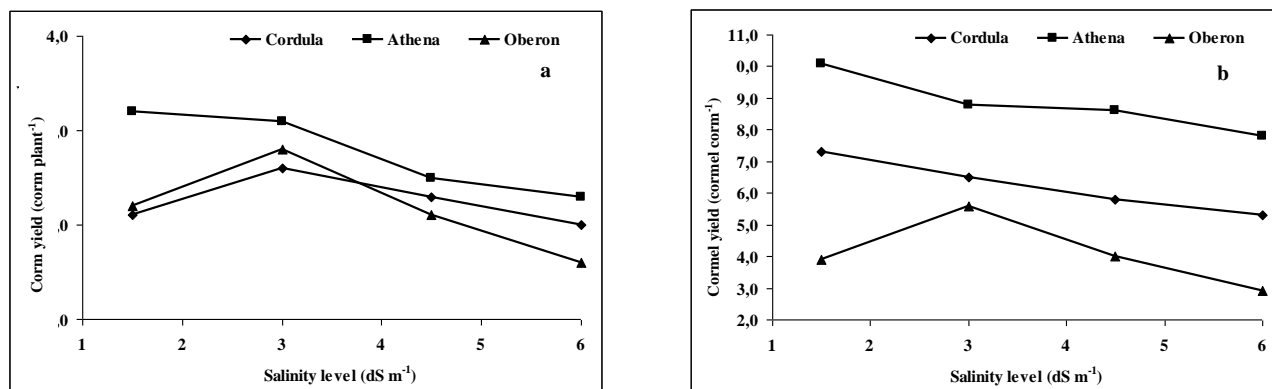 Corm yield (corm plant⁻¹)
4,0
,0
,0
,0
Cordula Athena Oberon
a
1 2 3 4 5 6
Salinity level (dS m⁻¹)
Cormel yield (cormel corm⁻¹)
11,0
0,0
9,0
8,0
7,0
6,0
5,0
4,0
3,0
2,0
Cordula Athena Oberon
b
1 2 3 4 5 6
Salinity level (dS m⁻¹)